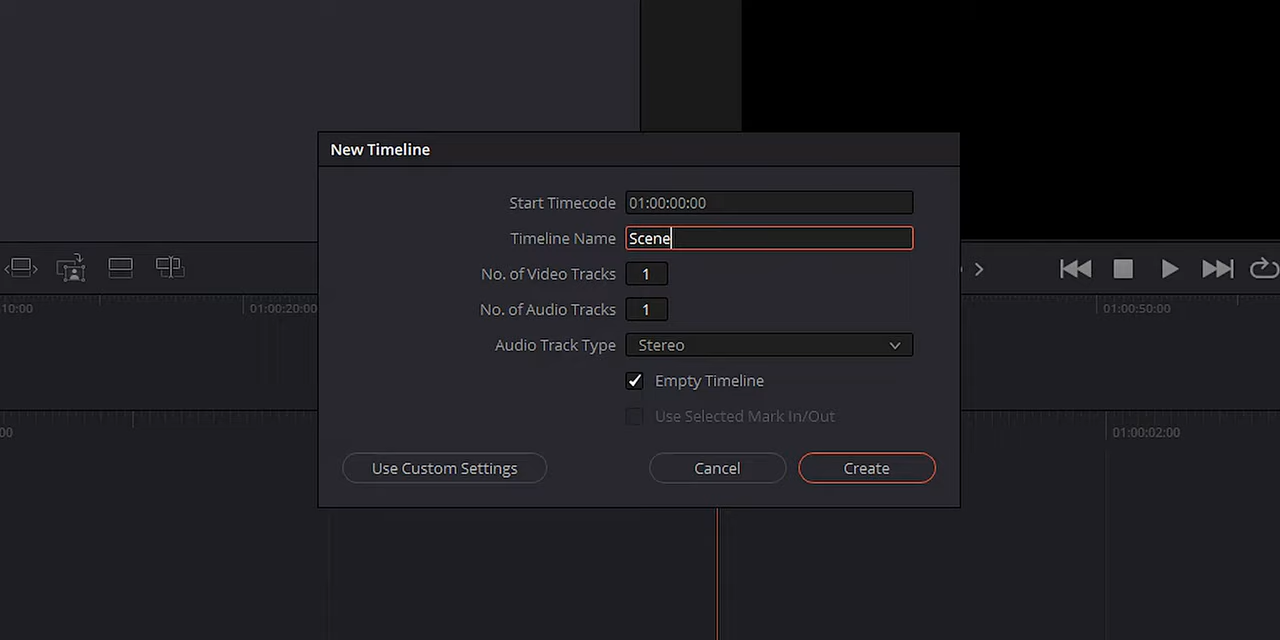 New Timeline
Start Timecode 01:00:00:00
Timeline Name Scene
No. of Video Tracks 1
No. of Audio Tracks 1
Audio Track Type Stereo
Empty Timeline
Use Selected Mark In/Out
Use Custom Settings Cancel Create
10:00 01:00:20:00 01:00:50:00
00 01:00:02:00